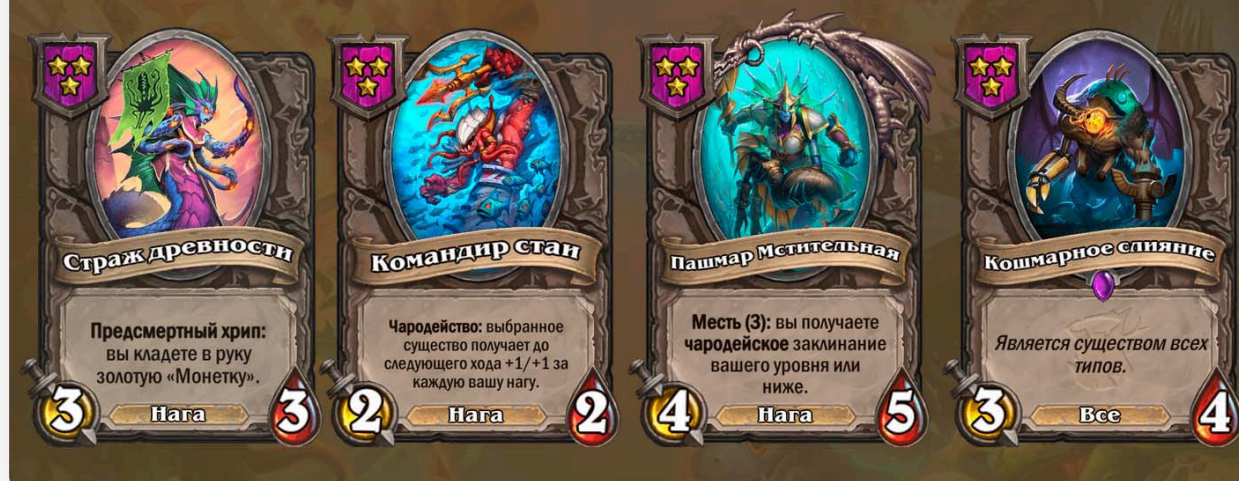 Страж древности
Предсмертный хрип:
вы кладете в руку
золотую «Монетку».
3
Нага
3
Командир стаи
Чародейство: выбранное
существо получает до
следующего хода +1/+1 за
каждую вашу нагу.
2
Нага
2
Пашмар Мстительная
Месть (3): вы получаете
чародейское заклинание
вашего уровня или
ниже.
4
Нага
5
Кошмарное слияние
Является существом всех
типов.
3
Все
4